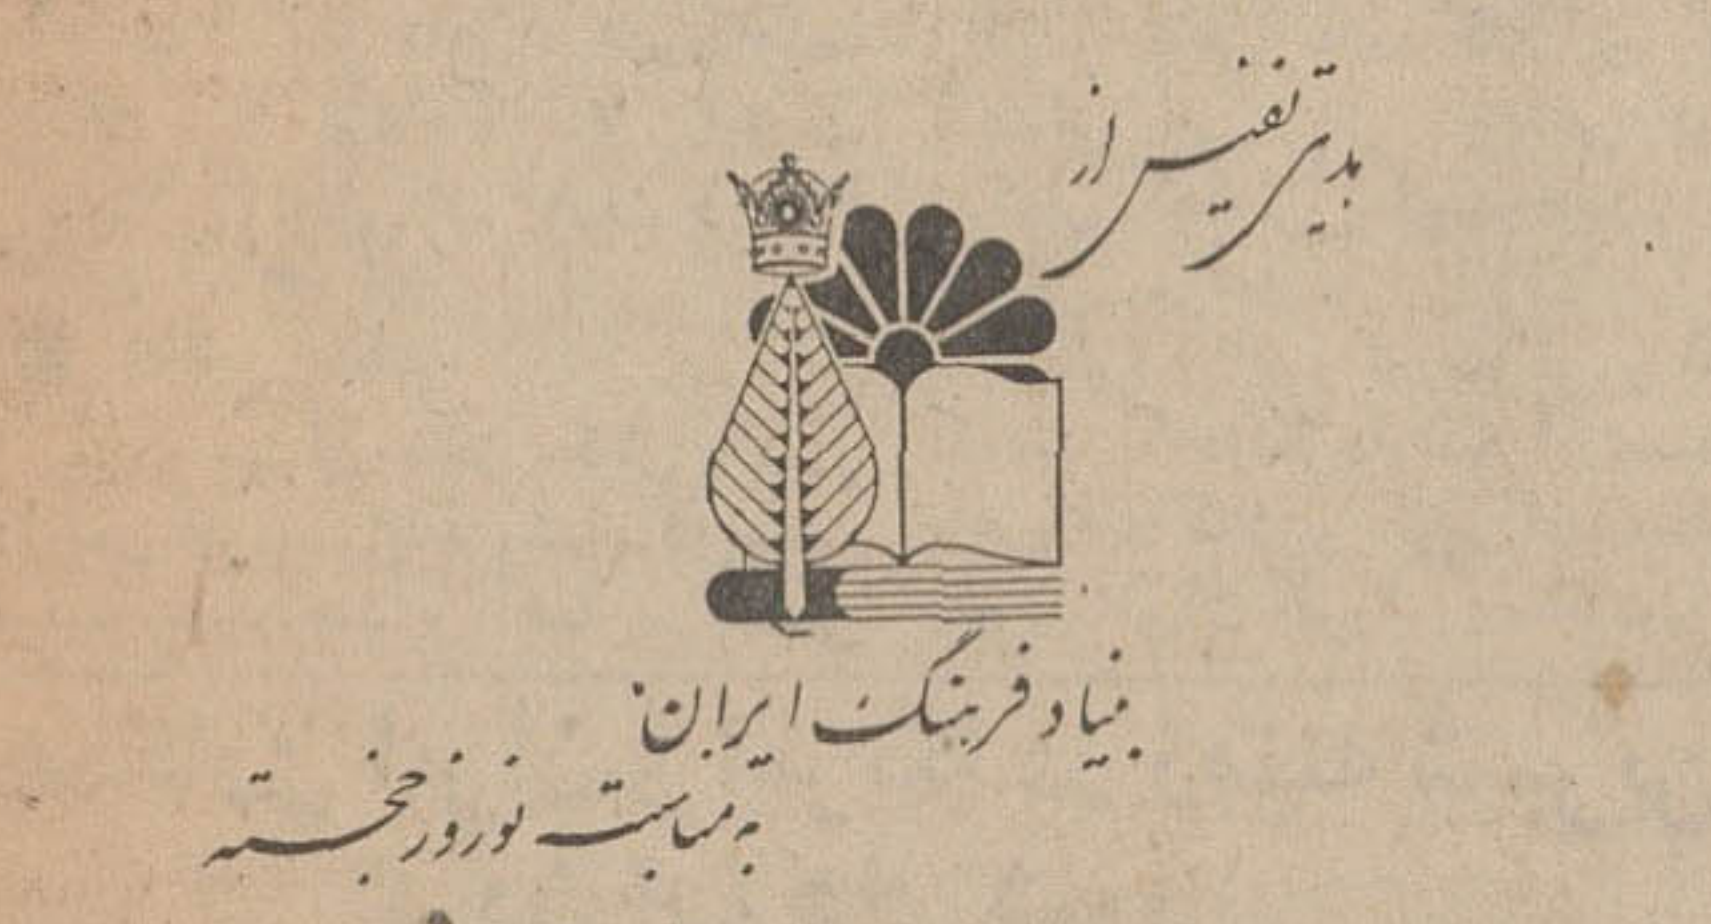 هدیه‌ی نفیس از
بنیاد فرهنگ ایران
به مناسبت نوروز خجسته